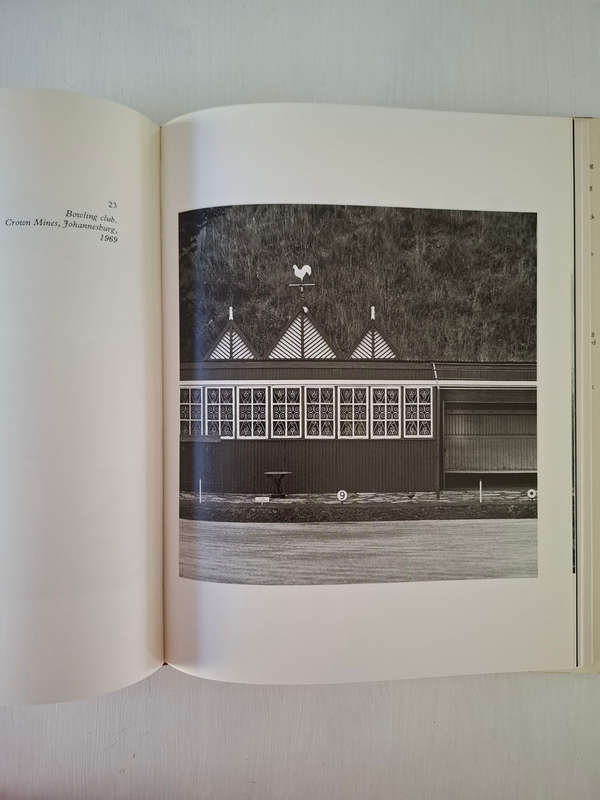 23
Bowling club.
Crown Mines, Johannesburg,
1969
9